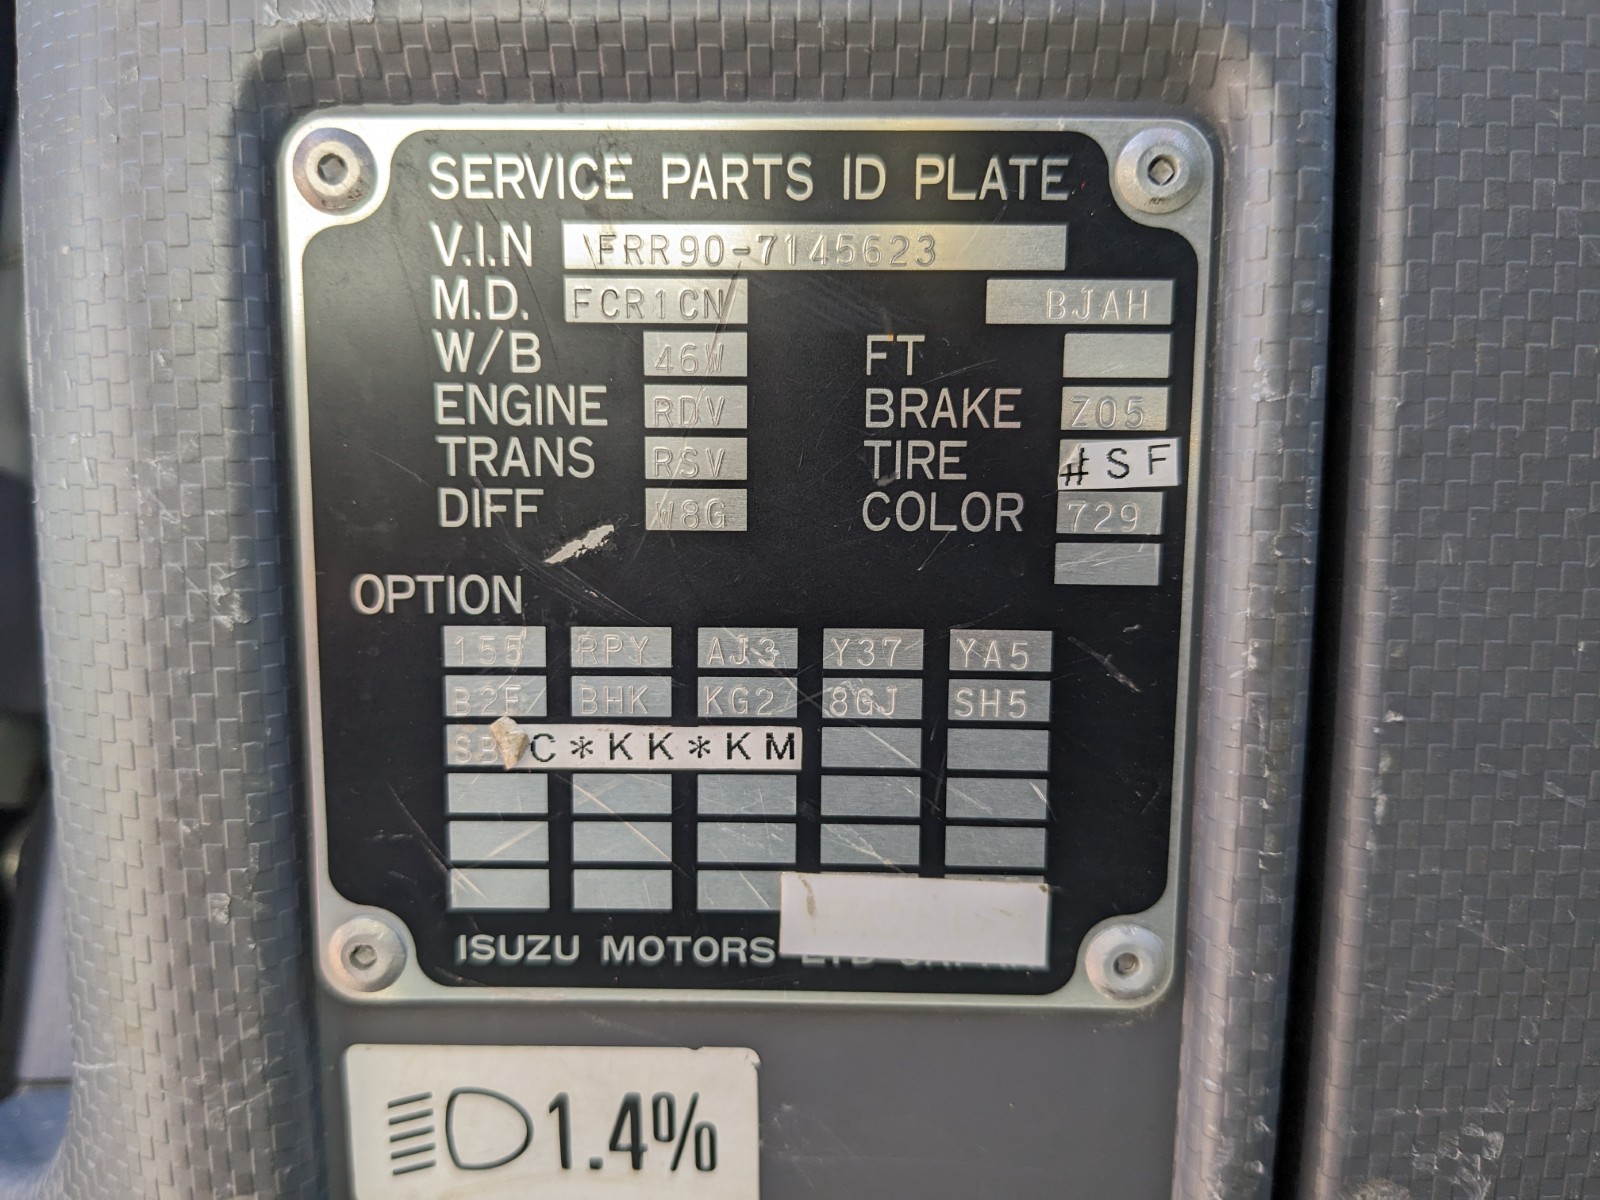 SERVICE PARTS ID PLATE
V.I.N FRR90-7145623
M.D. FCR1CN BJAH
W/B 46W FT
ENGINE RDV BRAKE Z05
TRANS RSV TIRE #SF
DIFF W8G COLOR 729
OPTION
155 RPY AJ3 Y37 YA5
B2F BHK KG2 8GJ SH5
SB C*KK*KM
ISUZU MOTORS
1.4%